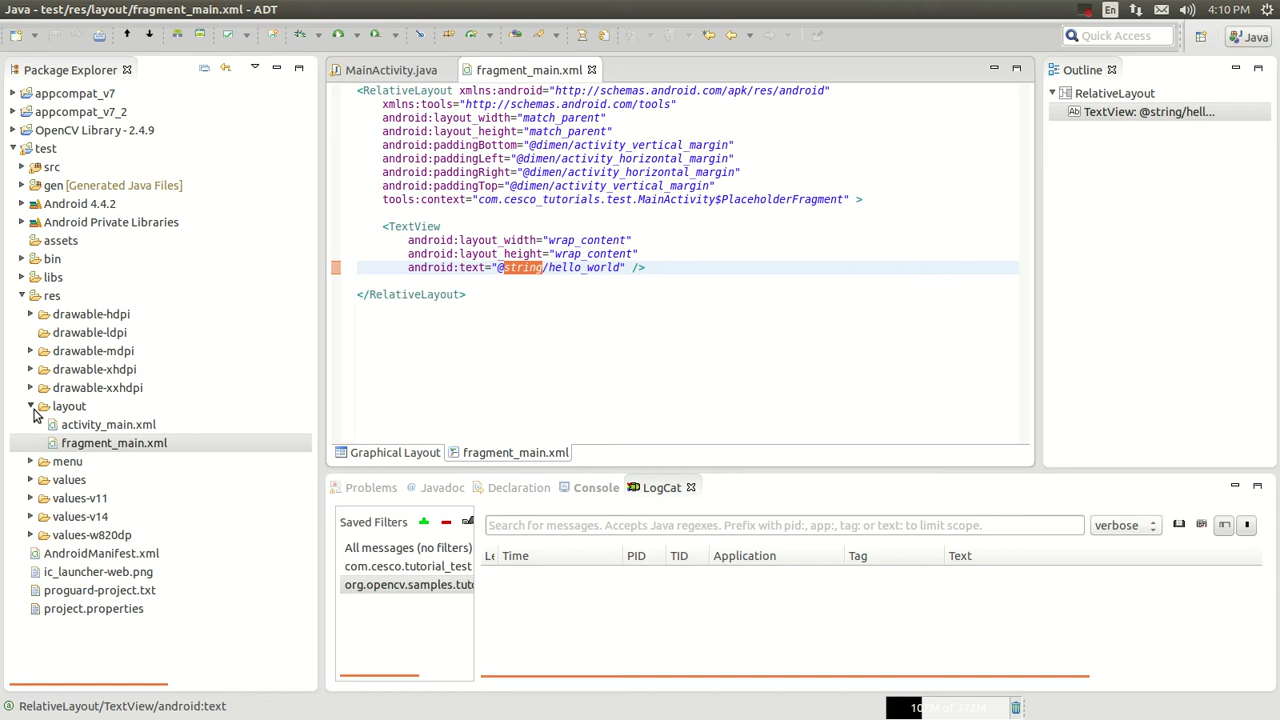 Java - test/res/layout/fragment_main.xml - ADT
En
4:10 PM
Quick Access
Java
Package Explorer
appcompat_v7
appcompat_v7_2
OpenCV Library - 2.4.9
test
src
gen [Generated Java Files]
Android 4.4.2
Android Private Libraries
assets
bin
libs
res
drawable-hdpi
drawable-ldpi
drawable-mdpi
drawable-xhdpi
drawable-xxhdpi
layout
activity_main.xml
fragment_main.xml
menu
values
values-v11
values-v14
values-w820dp
AndroidManifest.xml
ic_launcher-web.png
proguard-project.txt
project.properties
MainActivity.java
fragment_main.xml
<RelativeLayout xmlns:android="http://schemas.android.com/apk/res/android"
xmlns:tools="http://schemas.android.com/tools"
android:layout_width="match_parent"
android:layout_height="match_parent"
android:paddingBottom="@dimen/activity_vertical_margin"
android:paddingLeft="@dimen/activity_horizontal_margin"
android:paddingRight="@dimen/activity_horizontal_margin"
android:paddingTop="@dimen/activity_vertical_margin"
tools:context="com.cesco_tutorials.test.MainActivity$PlaceholderFragment" >
<TextView
android:layout_width="wrap_content"
android:layout_height="wrap_content"
android:text="@string/hello_world" />
</RelativeLayout>
Graphical Layout
fragment_main.xml
Outline
RelativeLayout
Ab TextView: @string/hell...
Problems
@ Javadoc
Declaration
Console
LogCat
Saved Filters
All messages (no filters)
com.cesco.tutorial_test
org.opencv.samples.tuto
Search for messages. Accepts Java regexes. Prefix with pid:, app:, tag: or text: to limit scope.
verbose
Le Time PID TID Application Tag Text
RelativeLayout/TextView/android:text